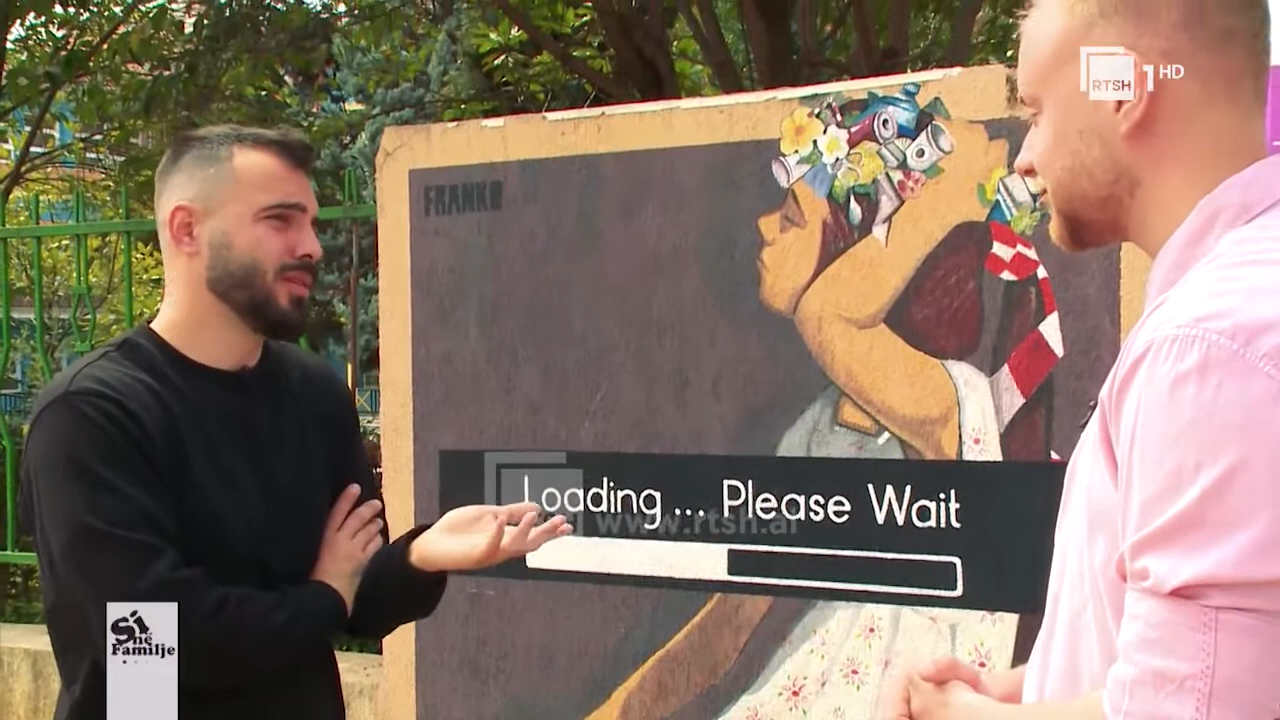 RTSH 1 HD
FRANKO
Loading... Please Wait
www.rtsh.al
Si
në
Familje